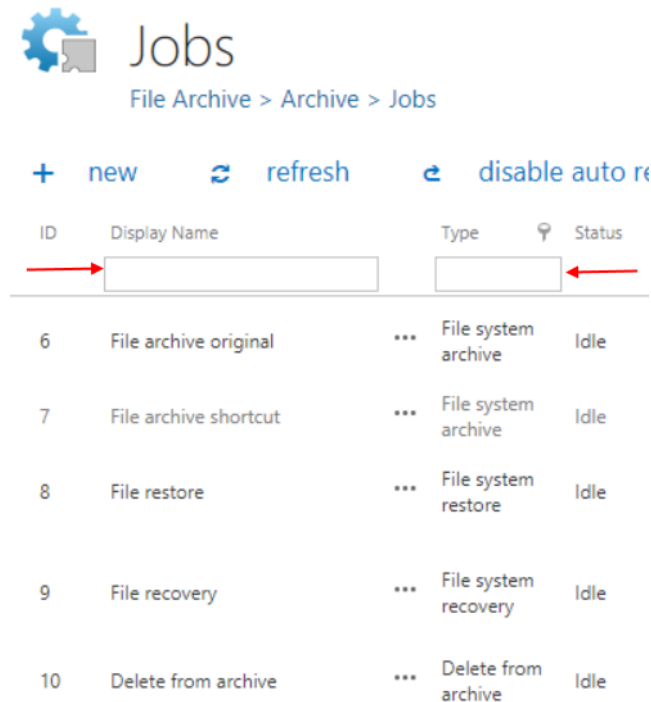 Jobs
File Archive > Archive > Jobs
new refresh disable auto re
ID Display Name Type Status
6 File archive original ••• File system archive Idle
7 File archive shortcut ••• File system archive Idle
8 File restore ••• File system restore Idle
9 File recovery ••• File system recovery Idle
10 Delete from archive ••• Delete from archive Idle